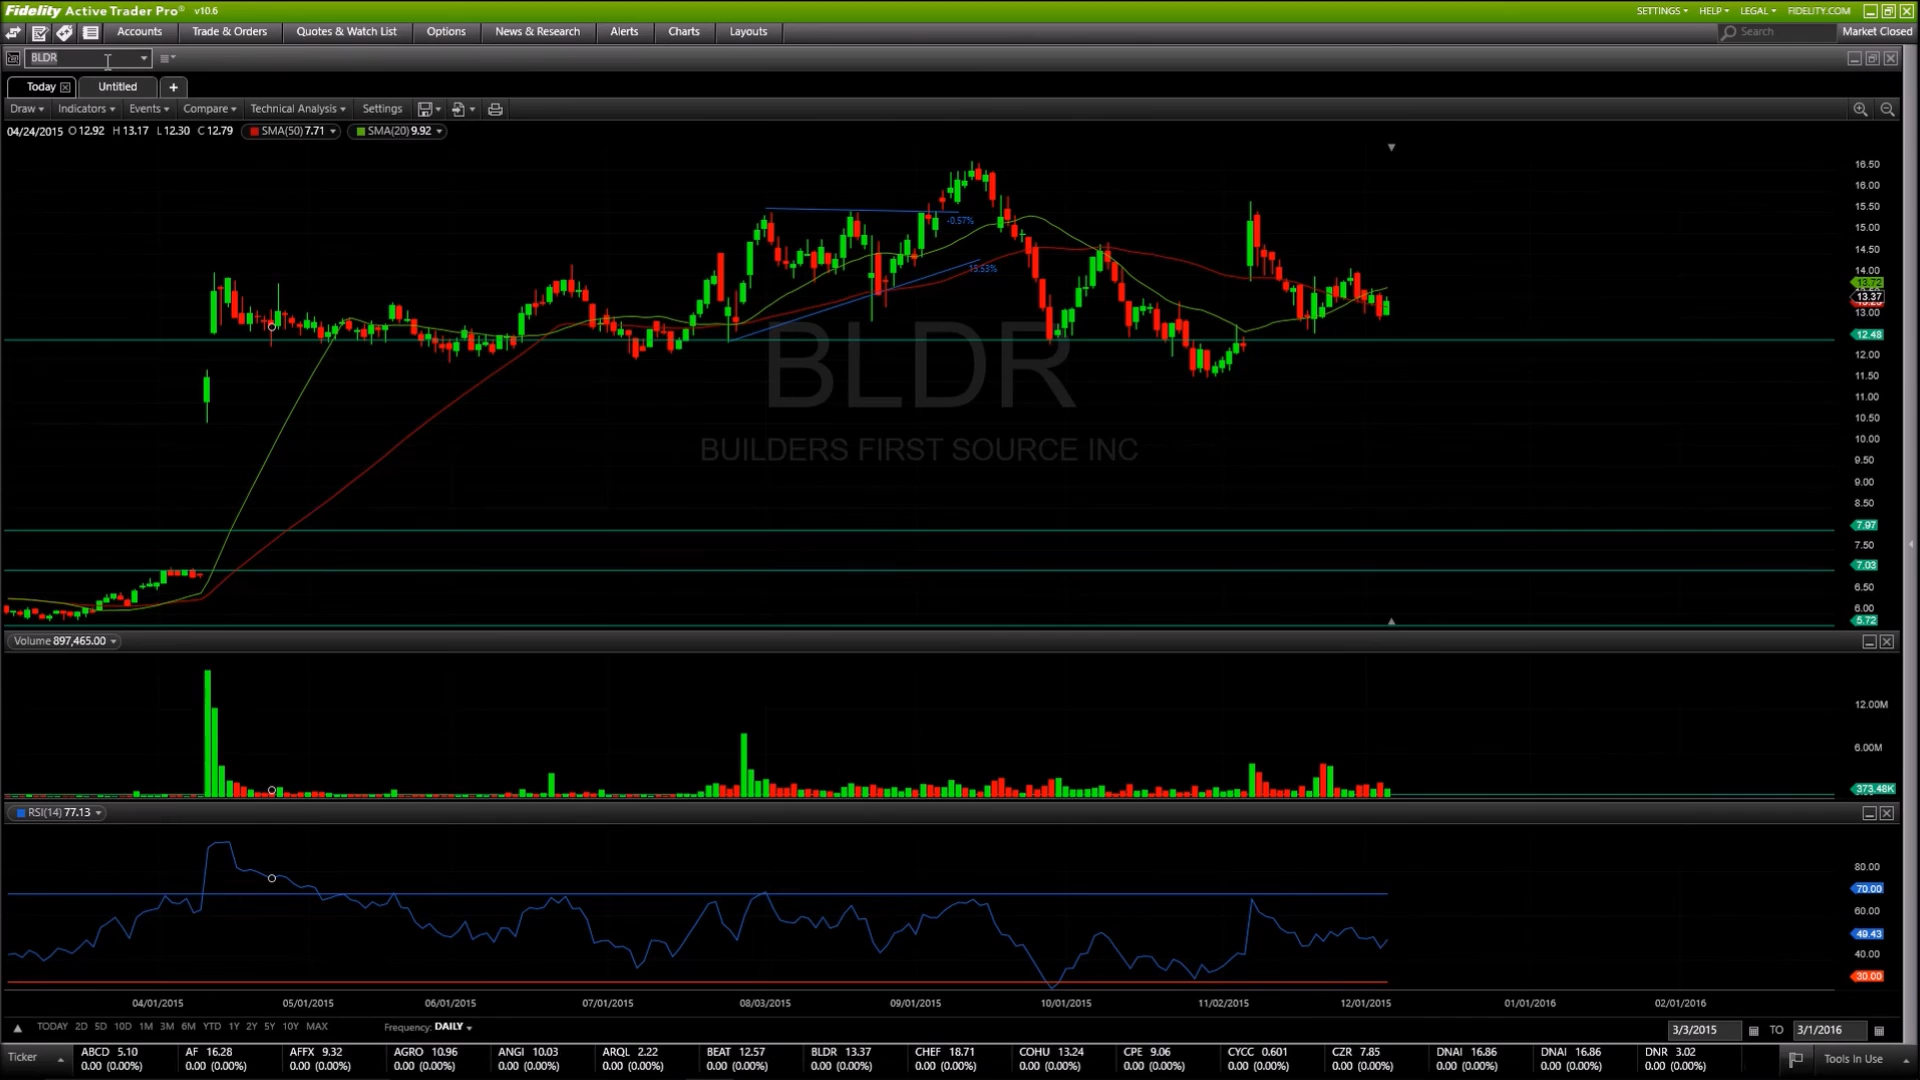 Fidelity Active Trader Pro® v10.6 SETTINGS HELP LEGAL FIDELITY.COM
Accounts Trade & Orders Quotes & Watch List Options News & Research Alerts Charts Layouts Search Market Closed
BLDR
Today Untitled +
Draw Indicators Events Compare Technical Analysis Settings
04/24/2015 O 12.92 H 13.17 L 12.30 C 12.79 SMA(50) 7.71 SMA(20) 9.92
16.50
16.00
15.50
15.00
14.50
14.00
13.72
13.37
13.00
12.48
12.00
11.50
11.00
10.50
10.00
9.50
9.00
8.50
7.97
7.50
7.03
6.50
6.00
5.72
-0.57%
BLDR
BUILDERS FIRST SOURCE INC
Volume 897,465.00
12.00M
6.00M
373.48K
RSI(14) 77.13
80.00
70.00
60.00
49.43
40.00
30.00
04/01/2015 05/01/2015 06/01/2015 07/01/2015 08/03/2015 09/01/2015 10/01/2015 11/02/2015 12/01/2015 01/01/2016 02/01/2016
TODAY 2D 5D 10D 1M 3M 6M YTD 1Y 2Y 5Y 10Y MAX Frequency: DAILY 3/3/2015 TO 3/1/2016
Ticker ABCD 5.10 AF 16.28 AFFX 9.32 AGRO 10.96 ANGI 10.03 ARQL 2.22 BEAT 12.57 BLDR 13.37 CHEF 18.71 COHU 13.24 CPE 9.06 CYCC 0.601 CZR 7.85 DNAI 16.86 DNAI 16.86 DNR 3.02 Tools In Use
0.00 (0.00%) 0.00 (0.00%) 0.00 (0.00%) 0.00 (0.00%) 0.00 (0.00%) 0.00 (0.00%) 0.00 (0.00%) 0.00 (0.00%) 0.00 (0.00%) 0.00 (0.00%) 0.00 (0.00%) 0.00 (0.00%) 0.00 (0.00%) 0.00 (0.00%) 0.00 (0.00%) 0.00 (0.00%)